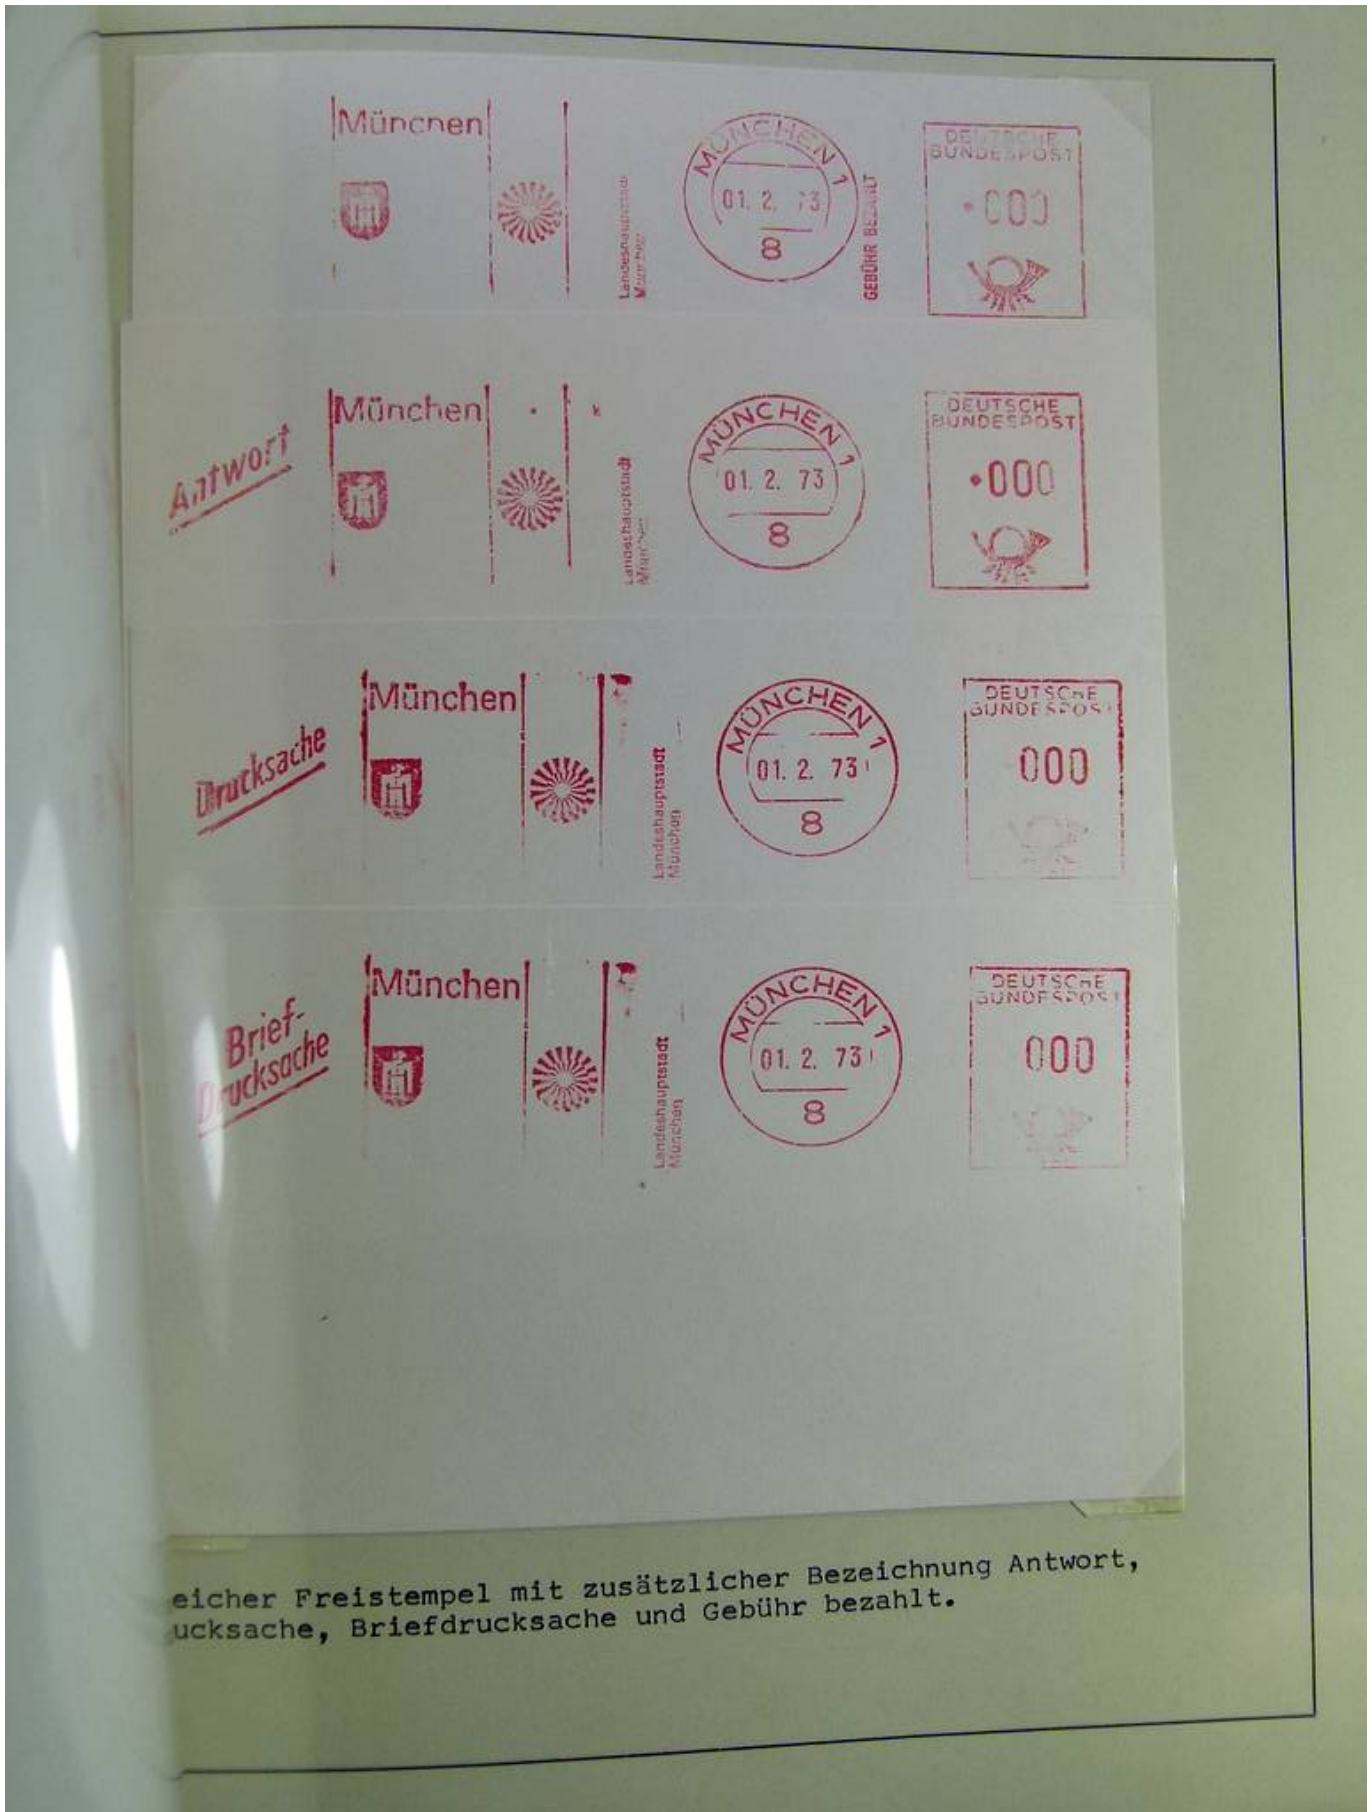 München
Landeshauptstadt
München
MÜNCHEN 1
01. 2. 73
8
GEBÜHR BEZAHLT
DEUTSCHE
BUNDESPOST
000
Antwort
München
Landeshauptstadt
München
MÜNCHEN 1
01. 2. 73
8
DEUTSCHE
BUNDESPOST
000
Drucksache
München
Landeshauptstadt
München
MÜNCHEN 1
01. 2. 73
8
DEUTSCHE
BUNDESPOST
000
Brief-
Drucksache
München
Landeshauptstadt
München
MÜNCHEN 1
01. 2. 73
8
DEUTSCHE
BUNDESPOST
000
eicher Freistempel mit zusätzlicher Bezeichnung Antwort,
ucksache, Briefdrucksache und Gebühr bezahlt.